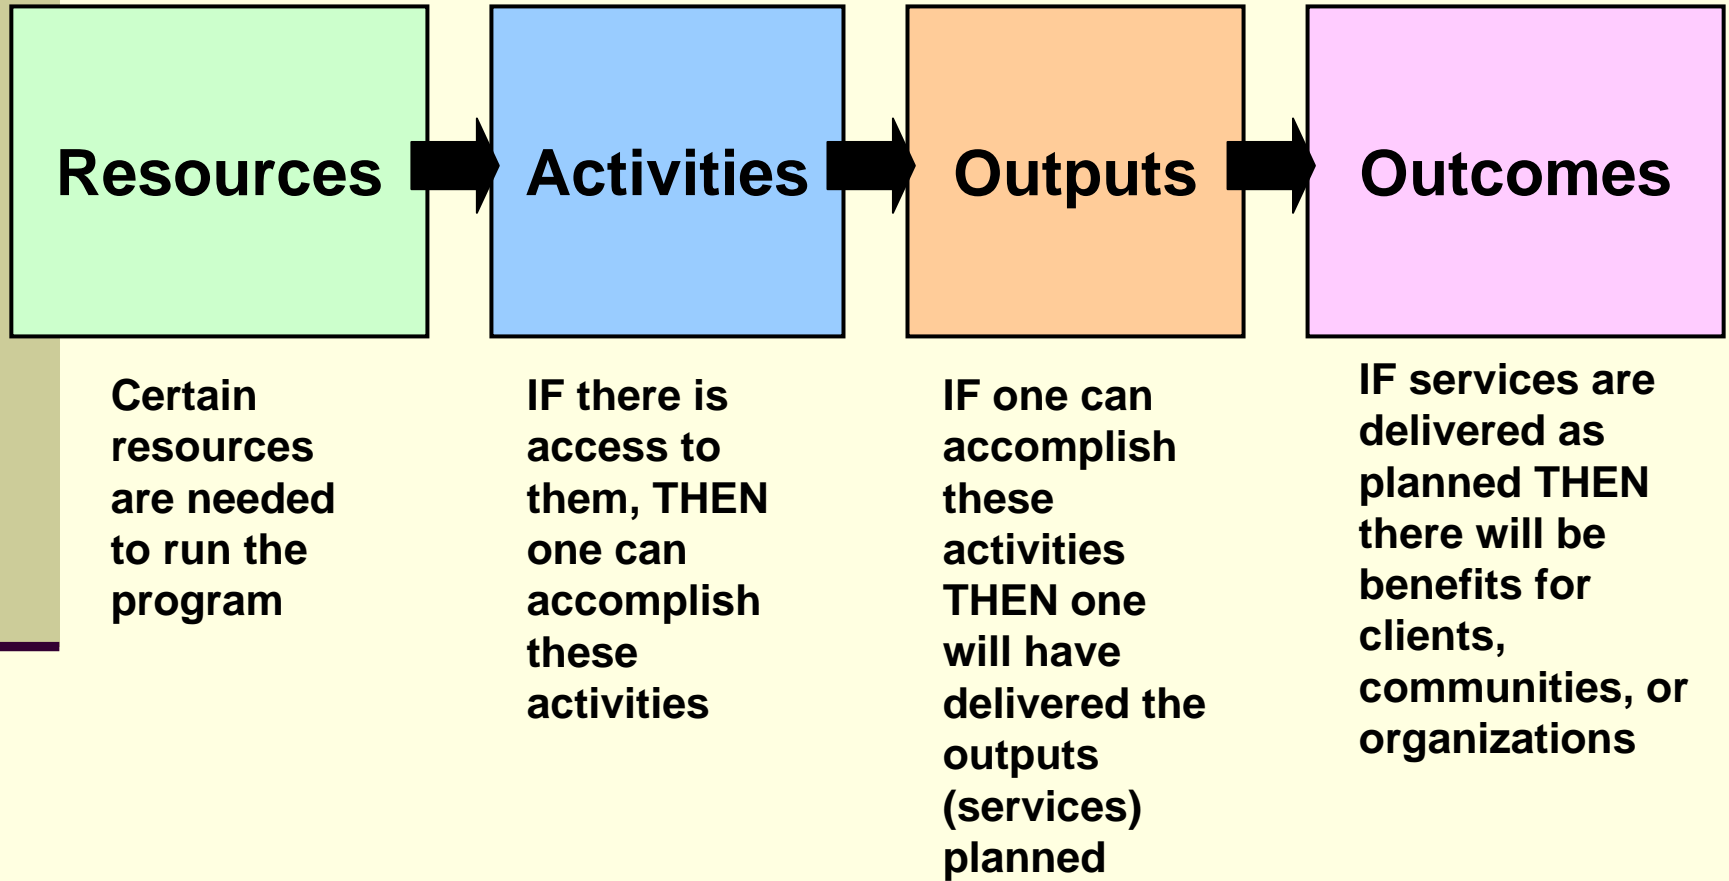 Resources
Activities
Outputs
Outcomes
Certain
resources
are needed
to run the
program
IF there is
access to
them, THEN
one can
accomplish
these
activities
IF one can
accomplish
these
activities
THEN one
will have
delivered the
outputs
(services)
planned
IF services are
delivered as
planned THEN
there will be
benefits for
clients,
communities, or
organizations